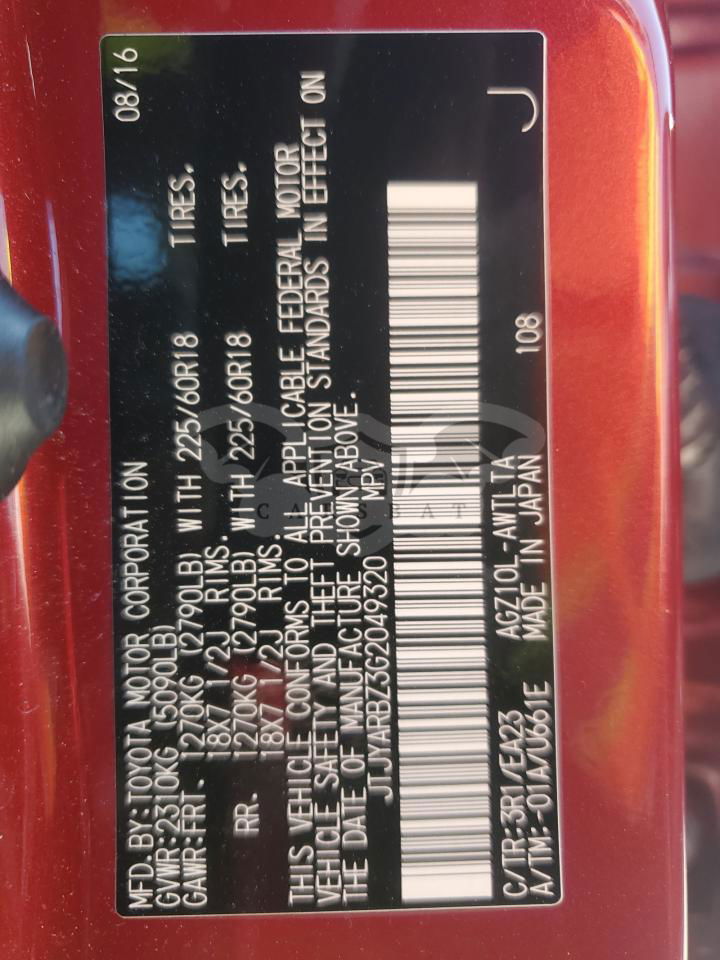 MFD.BY:TOYOTA MOTOR CORPORATION 08/16
GVWR:2310KG (5090LB)
GAWR:FRT. 1270KG (2790LB) WITH 225/60R18 TIRES.
18X7 1/2J RIMS.
RR. 1270KG (2790LB) WITH 225/60R18 TIRES.
18X7 1/2J RIMS.
THIS VEHICLE CONFORMS TO ALL APPLICABLE FEDERAL MOTOR
VEHICLE SAFETY AND THEFT PREVENTION STANDARDS IN EFFECT ON
THE DATE OF MANUFACTURE SHOWN ABOVE.
JTJYARBZ3G2049320 MPV
C/TR:3R1/EA23 AGZ10L-AWTLTA
A/TM:-01A/U661E MADE IN JAPAN 108 J